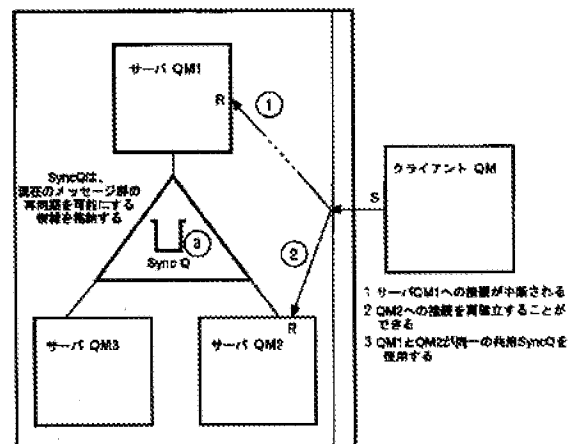 サーバ QM1
R
1
SyncQは、
現在のメッセージ群の
再同期を可能にする
情報を格納する
クライアント QM
S
3
Sync Q
2
1 サーバQM1への接続が中断される
2 QM2への接続を再確立することが
できる
3 QM1とQM2が同一の共用SyncQを
使用する
サーバ QM3
サーバ QM2
R